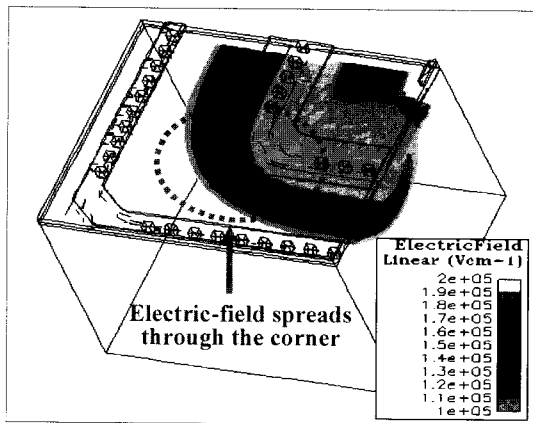 Electric-field spreads
through the corner
ElectricField
Linear (Vcm-1)
2e+05
1.9e+05
1.8e+05
1.7e+05
1.6e+05
1.5e+05
1.4e+05
1.3e+05
1.2e+05
1.1e+05
1e+05